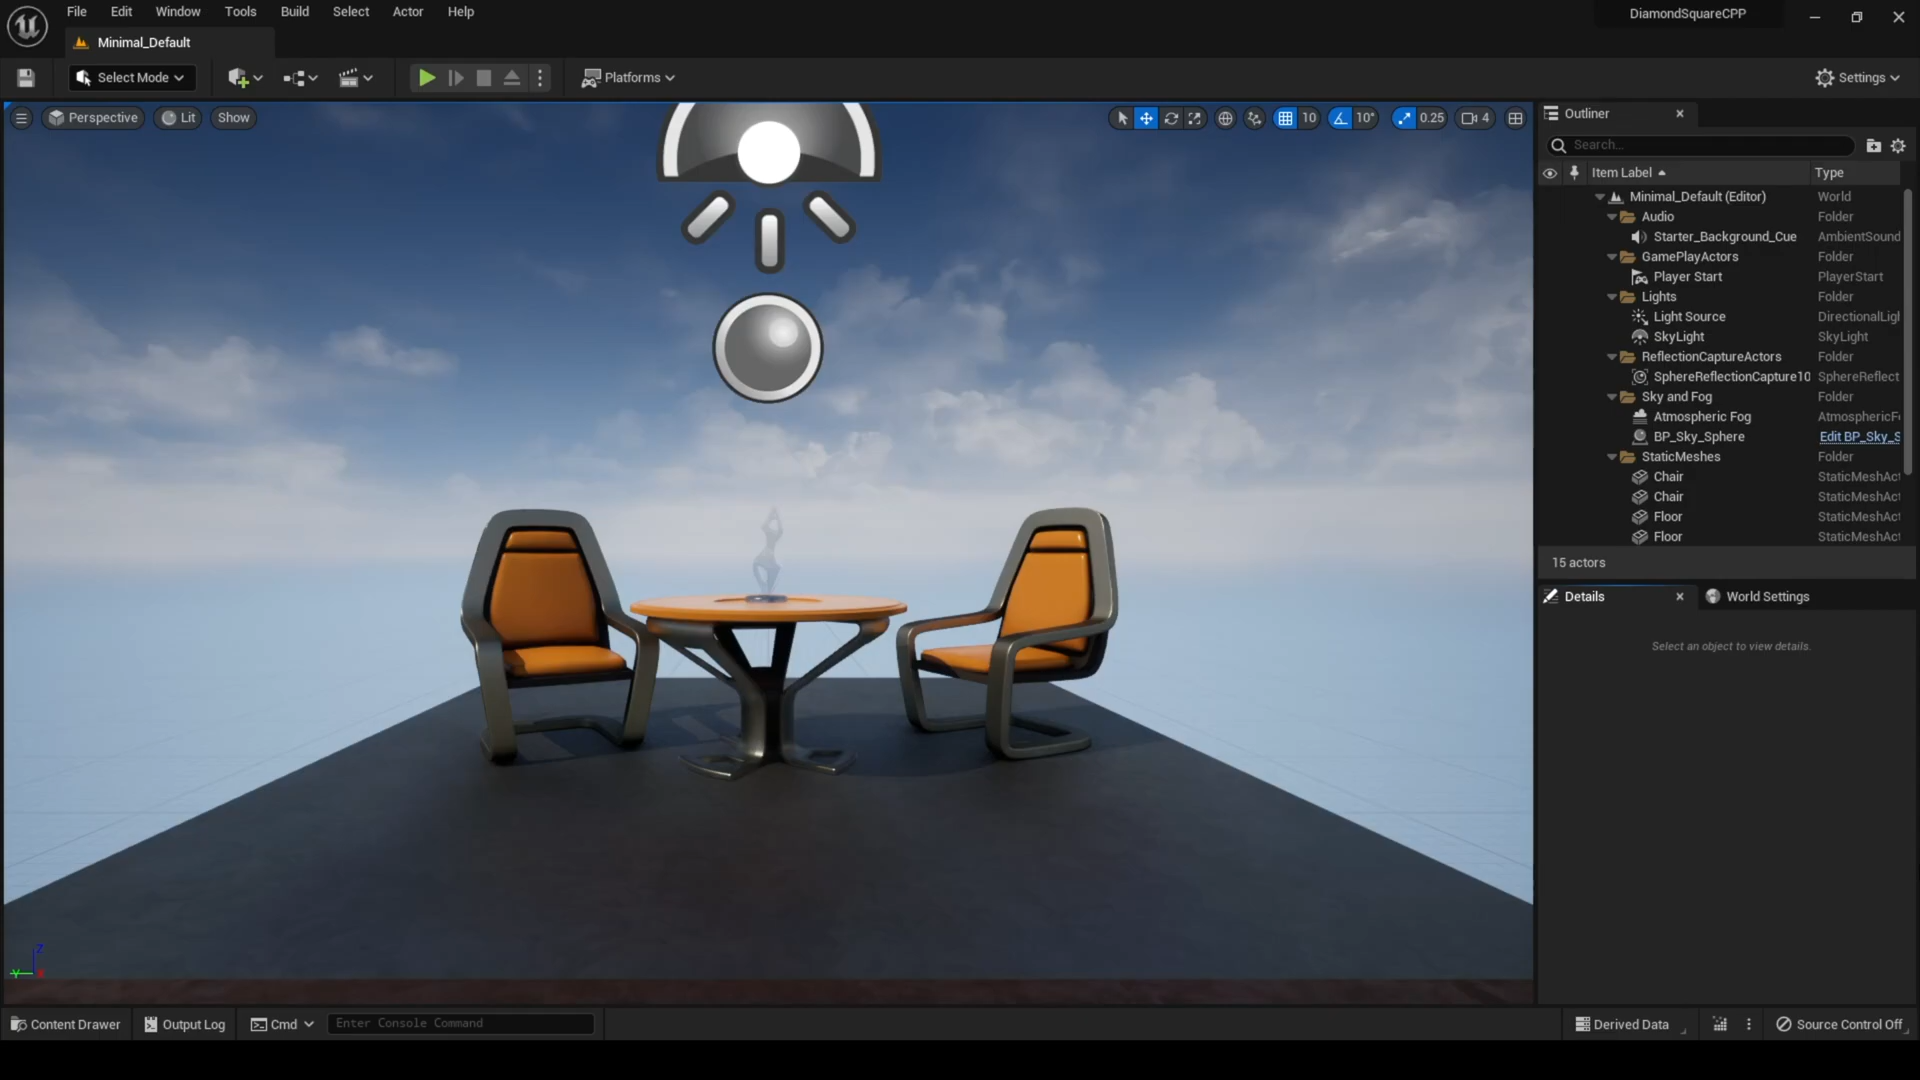 File Edit Window Tools Build Select Actor Help
DiamondSquareCPP
Minimal_Default
Select Mode
Platforms
Settings
Perspective Lit Show
10 10° 0.25 4
Outliner
Search...
Item Label Type
Minimal_Default (Editor) World
Audio Folder
Starter_Background_Cue AmbientSound
GamePlayActors Folder
Player Start PlayerStart
Lights Folder
Light Source DirectionalLigl
SkyLight SkyLight
ReflectionCaptureActors Folder
SphereReflectionCapture10 SphereReflect
Sky and Fog Folder
Atmospheric Fog AtmosphericF
BP_Sky_Sphere Edit BP_Sky_S
StaticMeshes Folder
Chair StaticMeshAct
Chair StaticMeshAct
Floor StaticMeshAct
Floor StaticMeshAct
15 actors
Details World Settings
Select an object to view details.
Z
Y
Content Drawer Output Log Cmd Enter Console Command
Derived Data Source Control Off